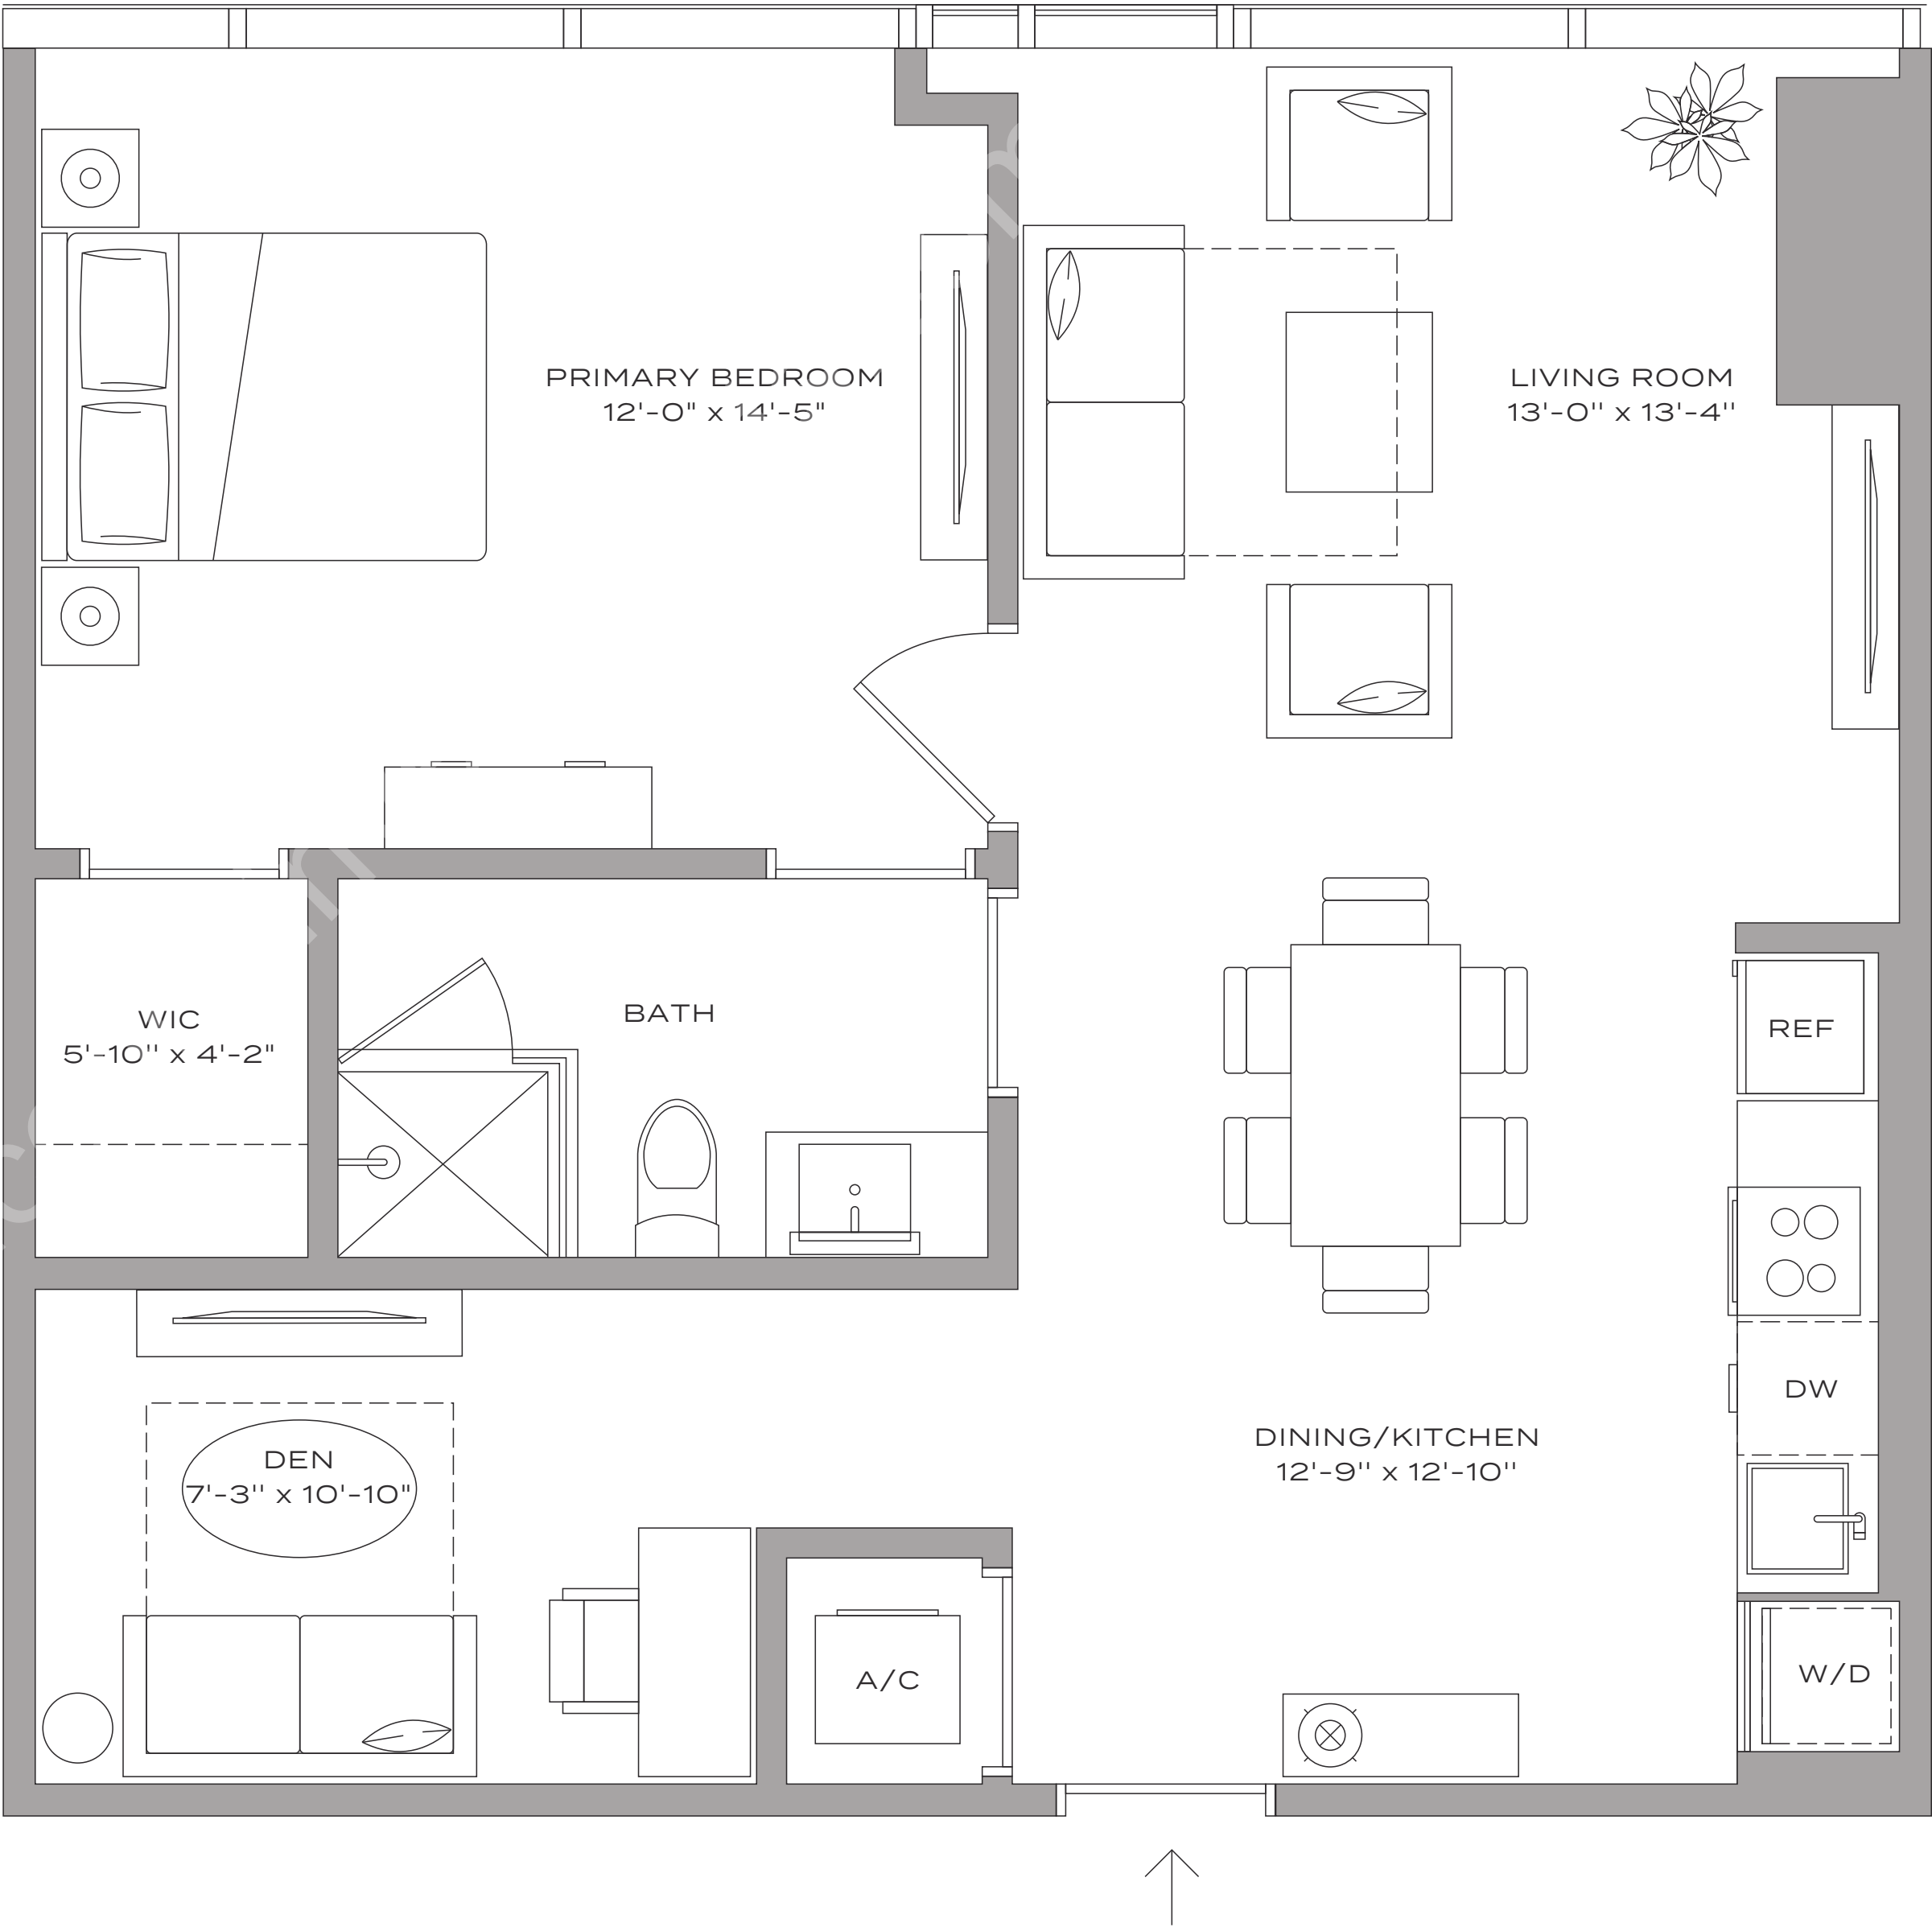 PRIMARY BEDROOM
12'-0" x 14'-5"
LIVING ROOM
13'-0'' x 13'-4''
WIC
5'-10'' x 4'-2"
BATH
REF
DW
DEN
7'-3'' x 10'-10"
DINING/KITCHEN
12'-9'' x 12'-10''
A/C
W/D